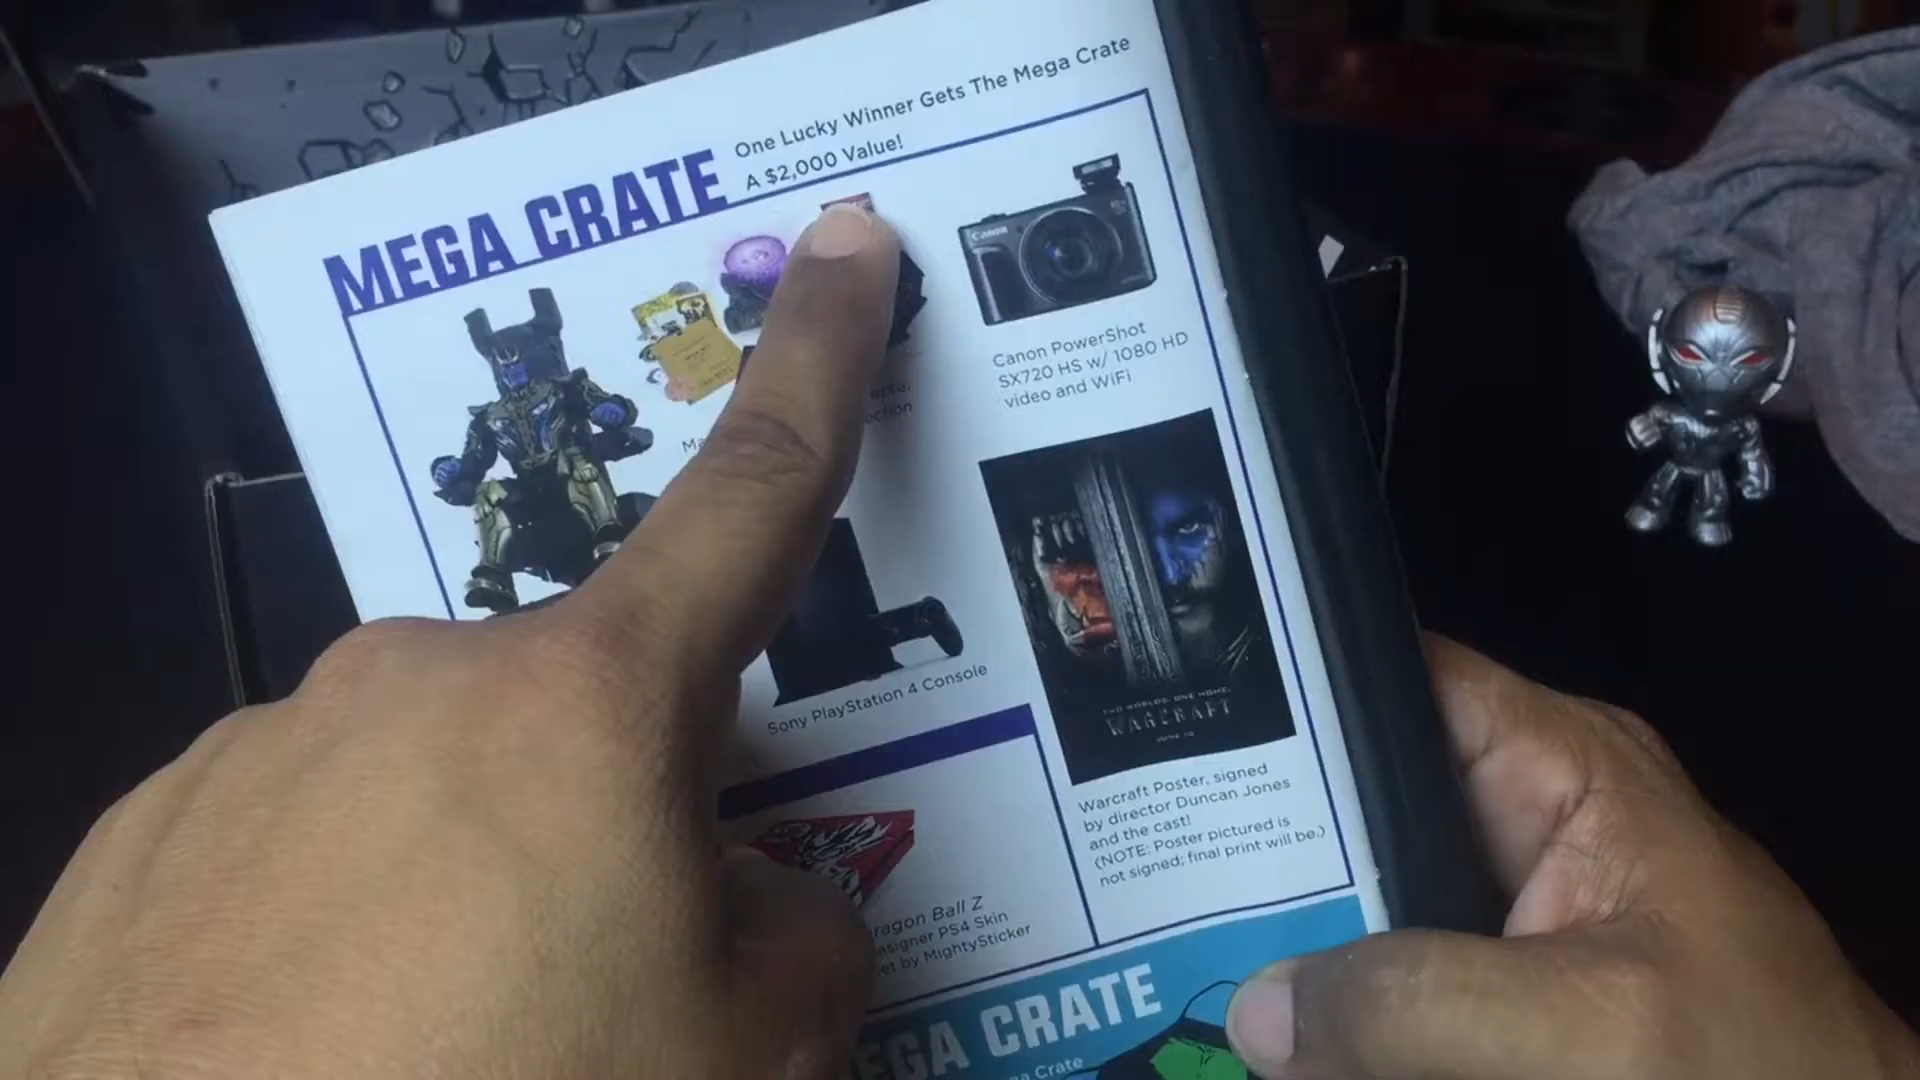 MEGA CRATE
One Lucky Winner Gets The Mega Crate
A $2,000 Value!
Canon
Canon PowerShot
SX720 HS w/ 1080 HD
video and WiFi
Sony PlayStation 4 Console
TWO WORLDS. ONE HOME.
WARCRAFT
JUNE 10
Warcraft Poster, signed
by director Duncan Jones
and the cast!
(NOTE: Poster pictured is
not signed; final print will be.)
Ball Z
PS4 Skin
by MightySticker
CRATE
Crate